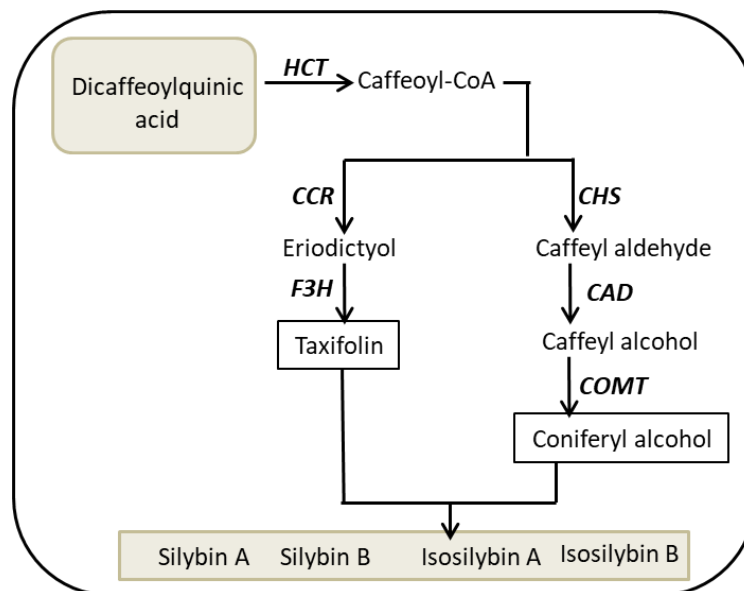 Dicaffeoylquinic
acid
HCT
Caffeoyl-CoA
CCR
CHS
Eriodictyol
Caffeyl aldehyde
F3H
CAD
Taxifolin
Caffeyl alcohol
COMT
Coniferyl alcohol
Silybin A Silybin B Isosilybin A Isosilybin B